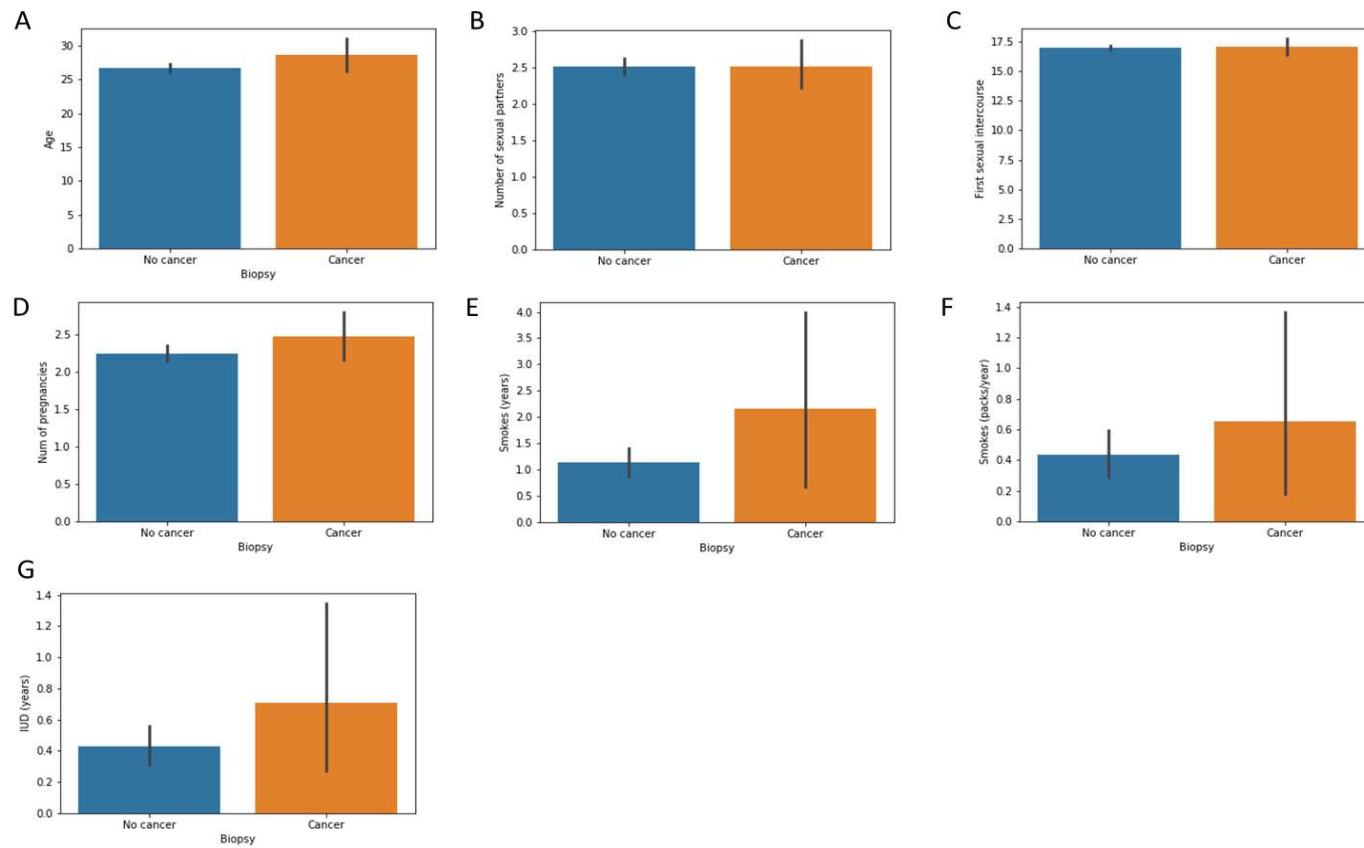 A
Age
30
25
20
15
10
5
0
No cancer Cancer
Biopsy
B
Number of sexual partners
3.0
2.5
2.0
1.5
1.0
0.5
0.0
No cancer Cancer
C
First sexual intercourse
17.5
15.0
12.5
10.0
7.5
5.0
2.5
0.0
No cancer Cancer
D
Num of pregnancies
2.5
2.0
1.5
1.0
0.5
0.0
No cancer Cancer
Biopsy
E
Smokes (years)
4.0
3.5
3.0
2.5
2.0
1.5
1.0
0.5
0.0
No cancer Cancer
Biopsy
F
Smokes (packs/year)
1.4
1.2
1.0
0.8
0.6
0.4
0.2
0.0
No cancer Cancer
Biopsy
G
IUD (years)
1.4
1.2
1.0
0.8
0.6
0.4
0.2
0.0
No cancer Cancer
Biopsy